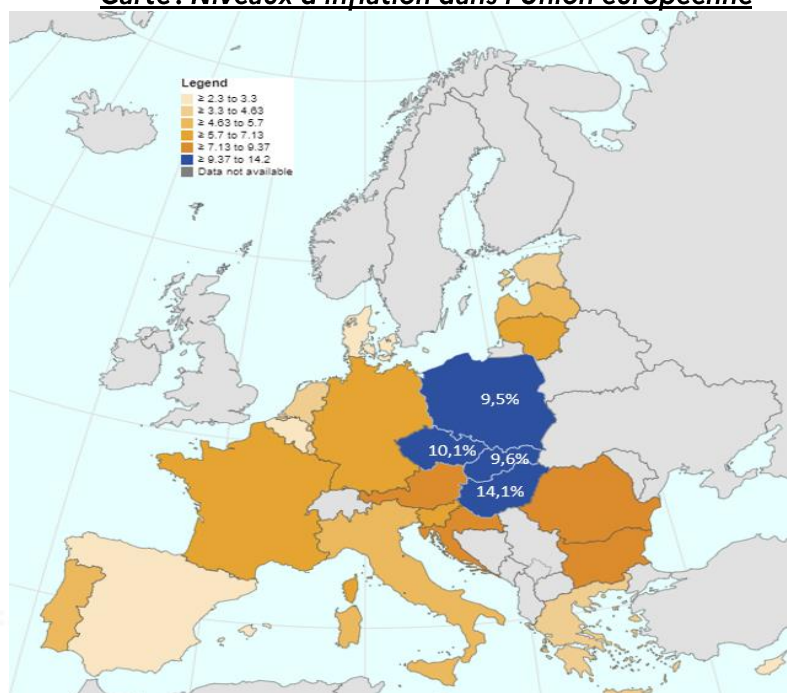 Carte : Niveaux d'inflation dans l'Union européenne
Legend
≥ 2.3 to 3.3
≥ 3.3 to 4.63
≥ 4.63 to 5.7
≥ 5.7 to 7.13
≥ 7.13 to 9.37
≥ 9.37 to 14.2
Data not available
9,5%
10,1%
9,6%
14,1%